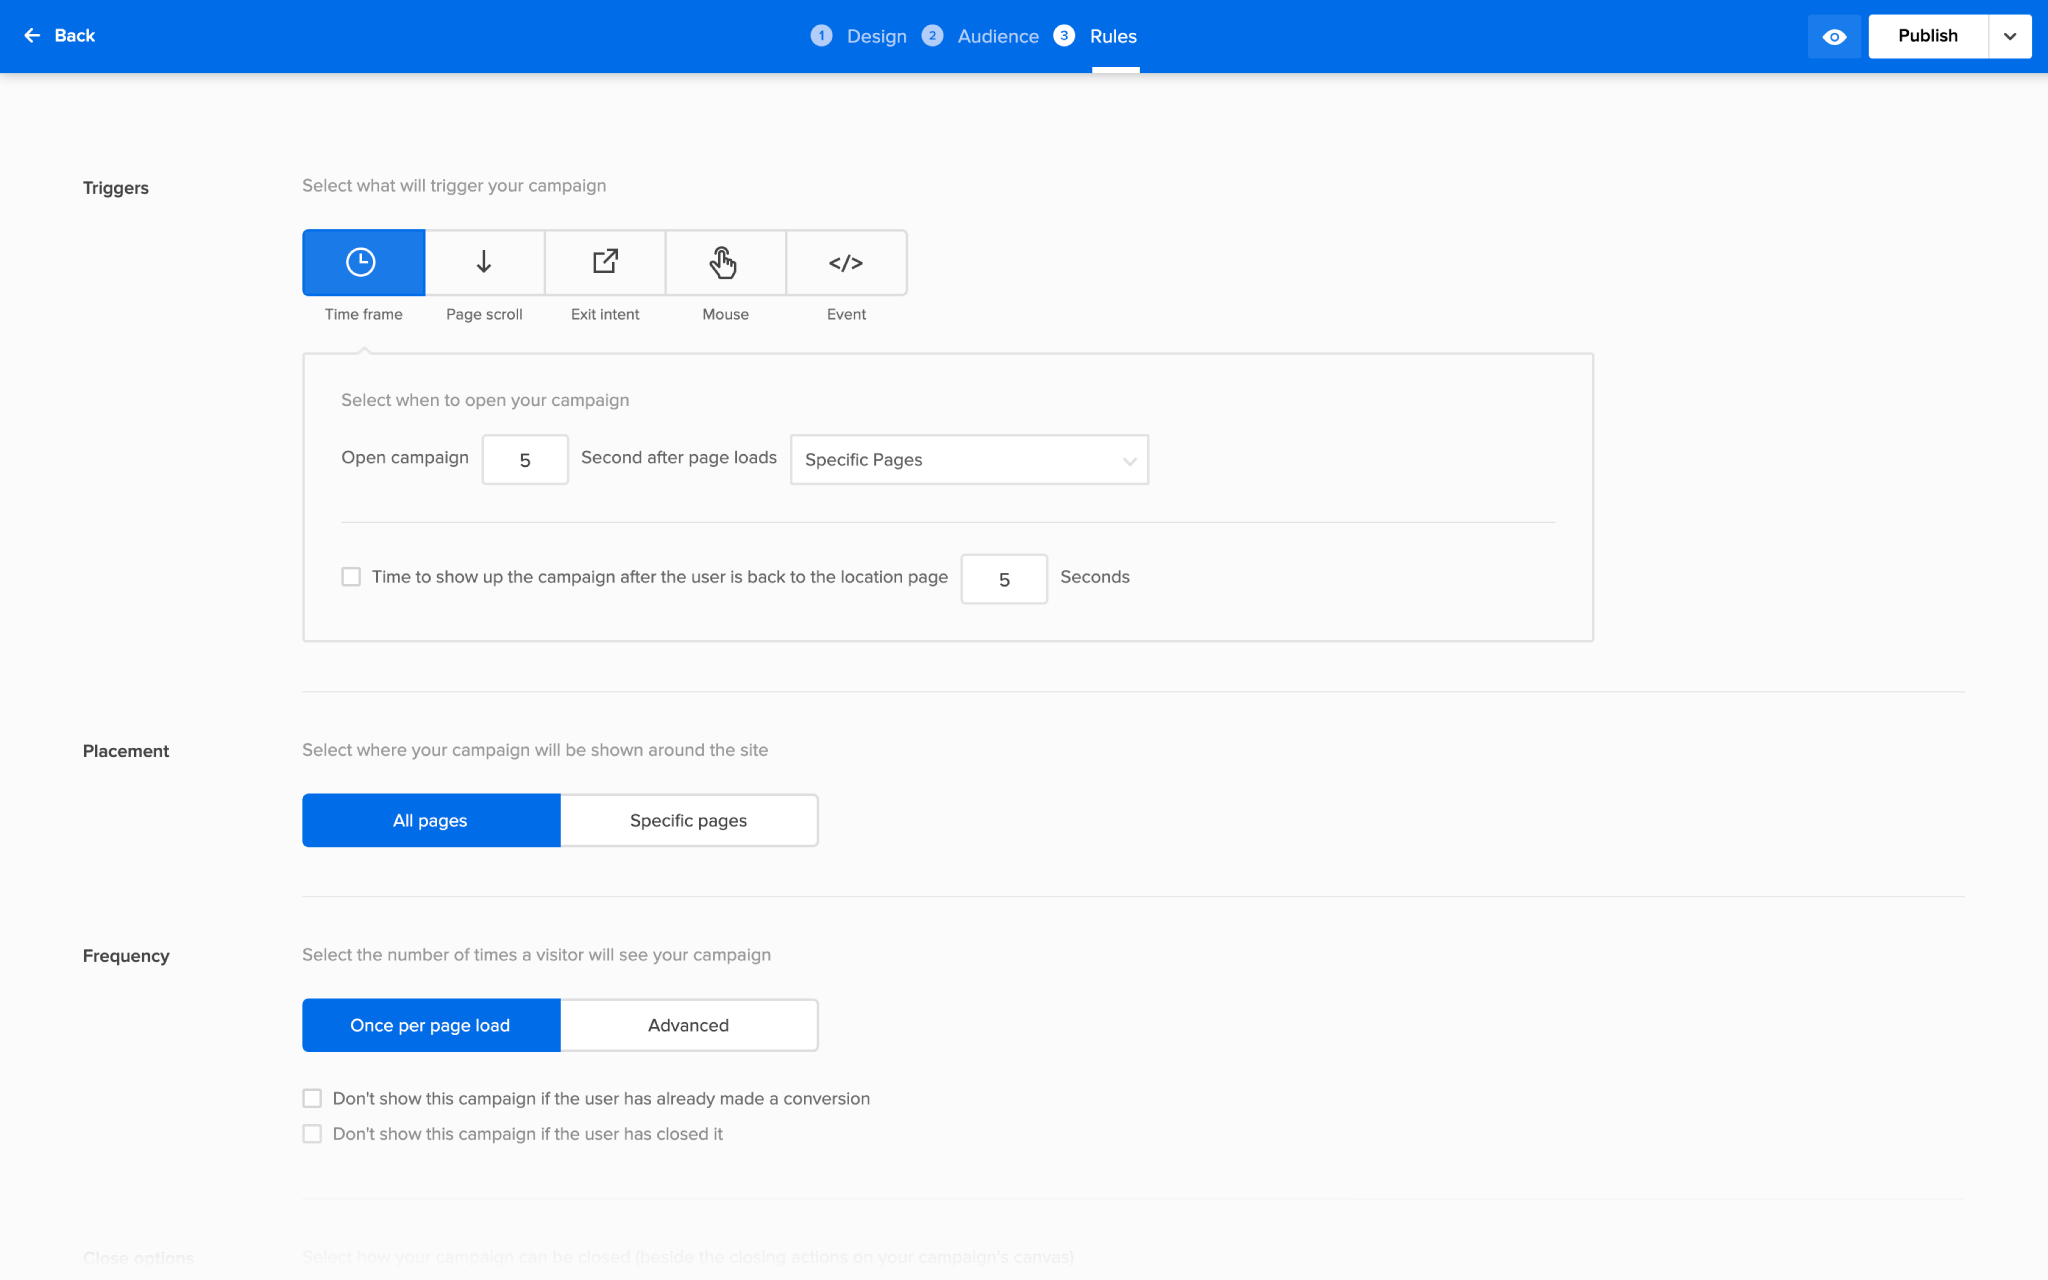 Back
1 Design 2 Audience 3 Rules
Publish
Triggers
Select what will trigger your campaign
</>
Time frame Page scroll Exit intent Mouse Event
Select when to open your campaign
Open campaign 5 Second after page loads Specific Pages
Time to show up the campaign after the user is back to the location page 5 Seconds
Placement
Select where your campaign will be shown around the site
All pages Specific pages
Frequency
Select the number of times a visitor will see your campaign
Once per page load Advanced
Don't show this campaign if the user has already made a conversion
Don't show this campaign if the user has closed it
Close options
Select how your campaign can be closed (beside the closing actions on your campaign's canvas)